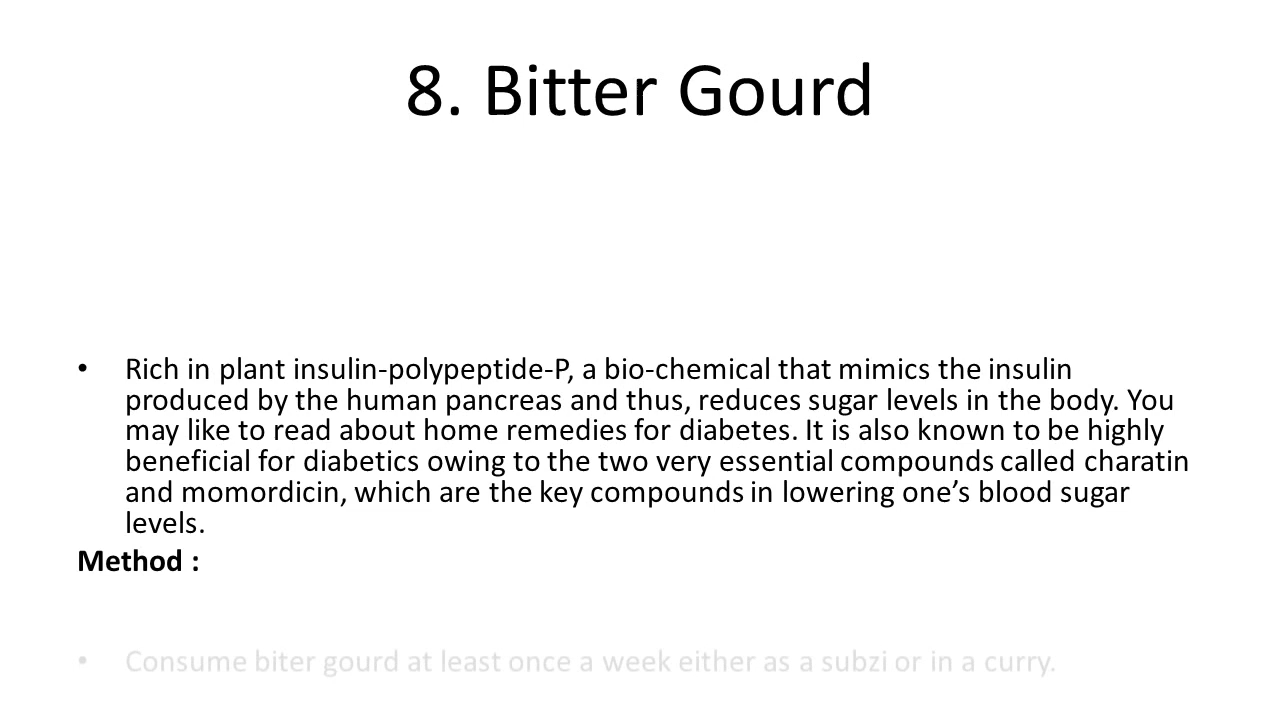 8. Bitter Gourd
• Rich in plant insulin-polypeptide-P, a bio-chemical that mimics the insulin
produced by the human pancreas and thus, reduces sugar levels in the body. You
may like to read about home remedies for diabetes. It is also known to be highly
beneficial for diabetics owing to the two very essential compounds called charatin
and momordicin, which are the key compounds in lowering one’s blood sugar
levels.
Method :
• Consume biter gourd at least once a week either as a subzi or in a curry.